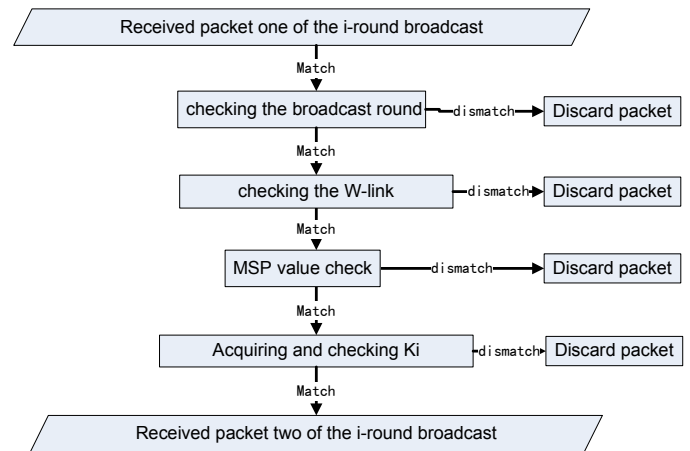 Received packet one of the i-round broadcast
Match
checking the broadcast round
dismatch
Discard packet
Match
checking the W-link
dismatch
Discard packet
Match
MSP value check
dismatch
Discard packet
Match
Acquiring and checking Ki
dismatch
Discard packet
Match
Received packet two of the i-round broadcast